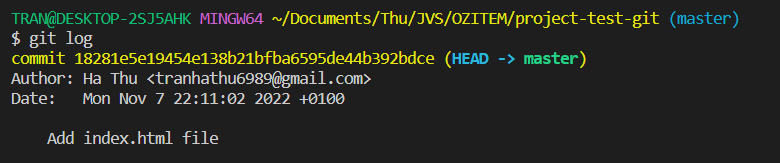 TRAN@DESKTOP-2SJ5AHK MINGW64 ~/Documents/Thu/JVS/OZITEM/project-test-git (master)
$ git log
commit 18281e5e19454e138b21bfba6595de44b392bdce (HEAD -> master)
Author: Ha Thu <tranhathu6989@gmail.com>
Date:   Mon Nov 7 22:11:02 2022 +0100
    Add index.html file